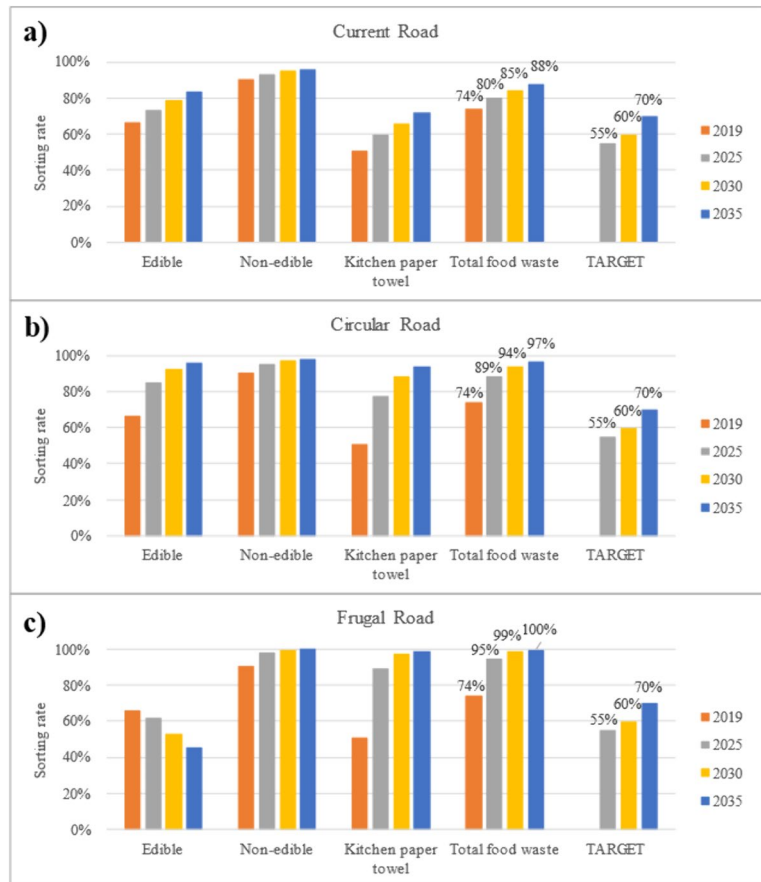 a)
Current Road
100%
80%
60%
40%
20%
0%
Sorting rate
74%
80%
85%
88%
55%
60%
70%
Edible
Non-edible
Kitchen paper
towel
Total food waste
TARGET
2019
2025
2030
2035
b)
Circular Road
100%
80%
60%
40%
20%
0%
Sorting rate
74%
89%
94%
97%
55%
60%
70%
Edible
Non-edible
Kitchen paper
towel
Total food waste
TARGET
2019
2025
2030
2035
c)
Frugal Road
100%
80%
60%
40%
20%
0%
Sorting rate
74%
95%
99%
100%
55%
60%
70%
Edible
Non-edible
Kitchen paper
towel
Total food waste
TARGET
2019
2025
2030
2035